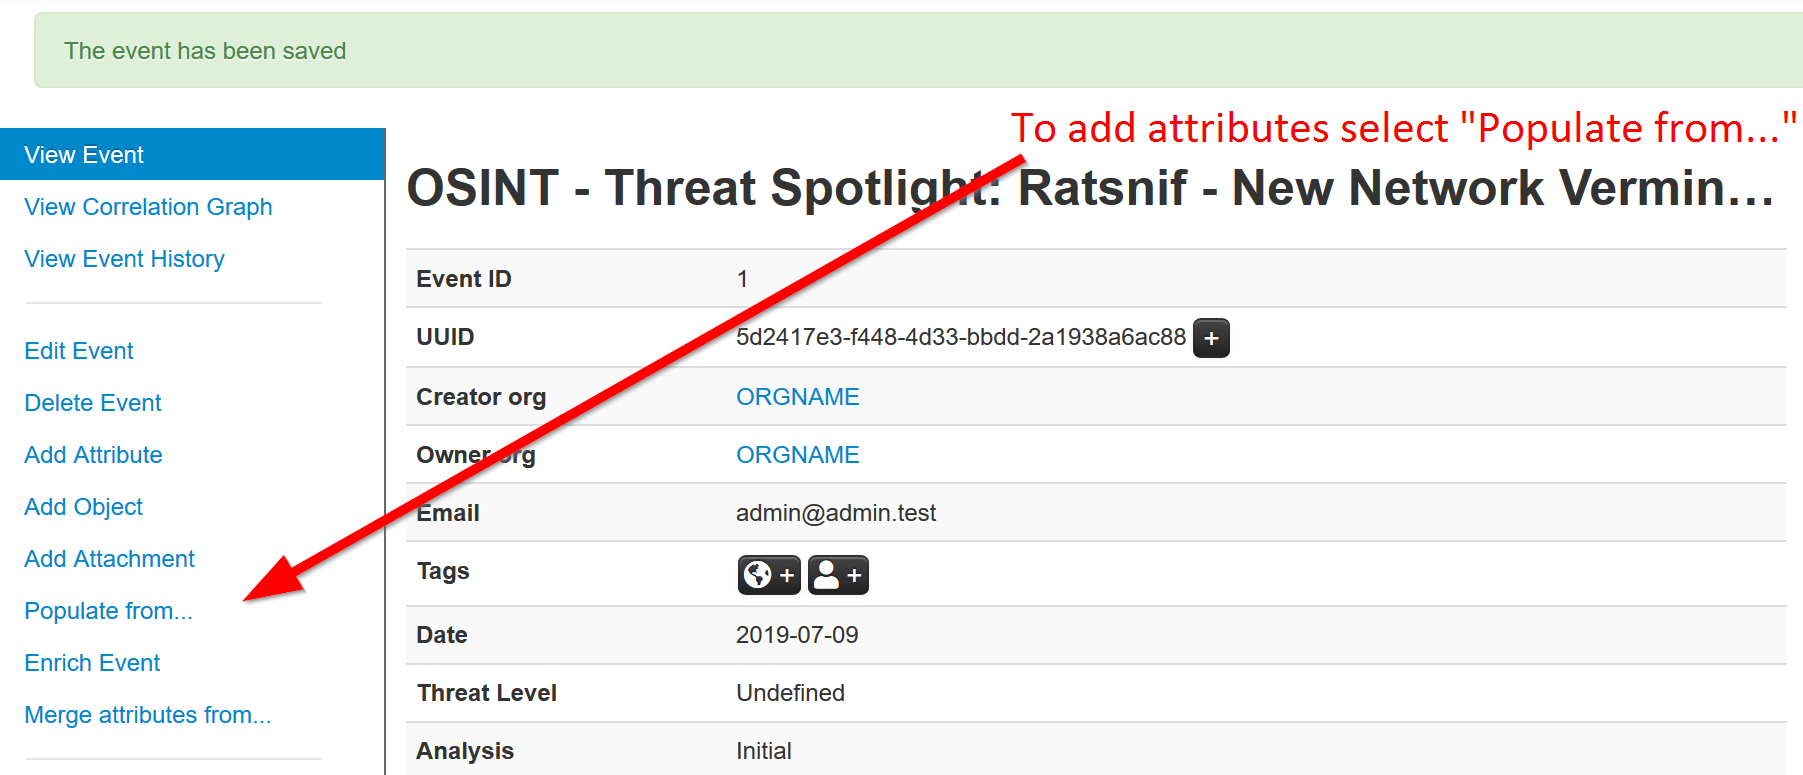 The event has been saved
To add attributes select "Populate from..."
View Event
View Correlation Graph
View Event History
Edit Event
Delete Event
Add Attribute
Add Object
Add Attachment
Populate from...
Enrich Event
Merge attributes from...
OSINT - Threat Spotlight: Ratsnif - New Network Vermin...
Event ID 1
UUID 5d2417e3-f448-4d33-bbdd-2a1938a6ac88 +
Creator org ORGNAME
Owner org ORGNAME
Email admin@admin.test
Tags + +
Date 2019-07-09
Threat Level Undefined
Analysis Initial